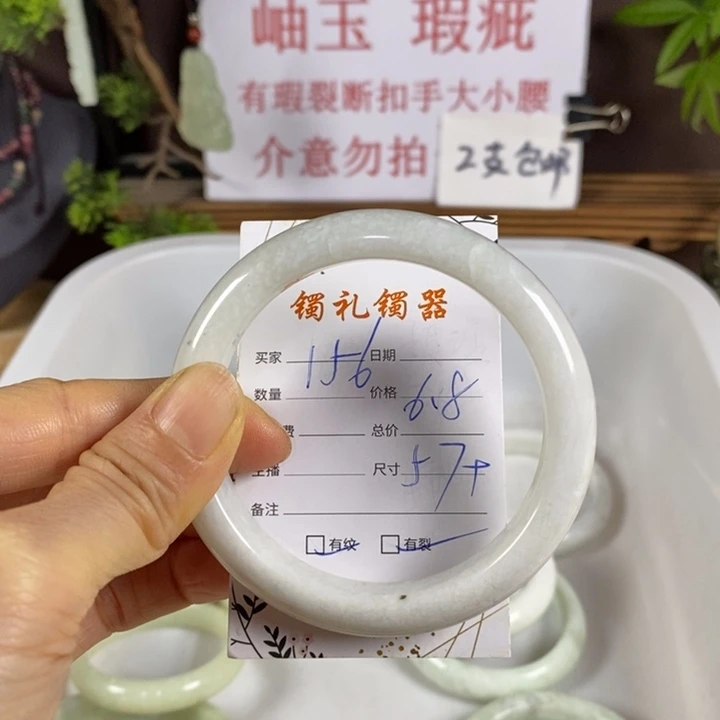 岫玉 瑕疵
有瑕裂断扣手大小腰
介意勿拍
2支包邮
镯礼镯器
买家 156 日期
数量 价格 6.8
费 总价
主播 尺寸 57+
备注
有纹 有裂